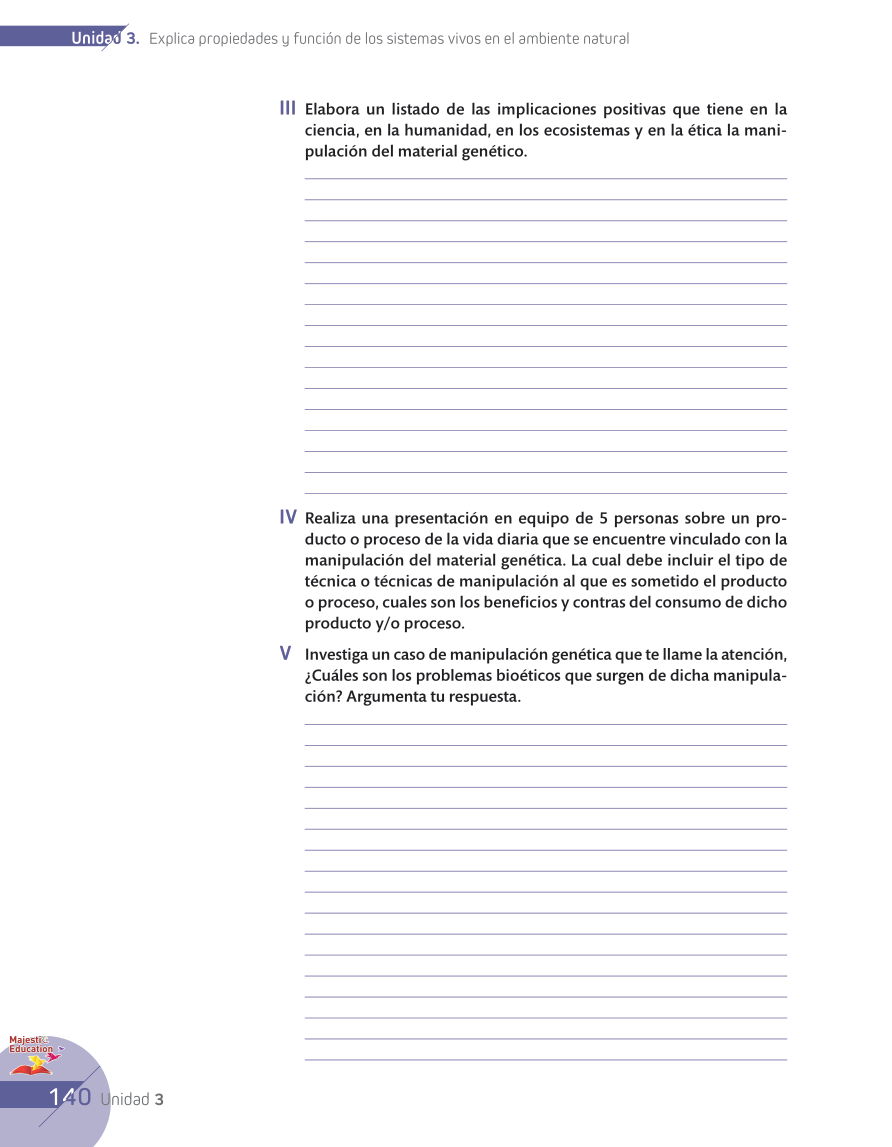 Unidad 3. Explica propiedades y función de los sistemas vivos en el ambiente natural
III Elabora un listado de las implicaciones positivas que tiene en la
ciencia, en la humanidad, en los ecosistemas y en la ética la mani-
pulación del material genético.
IV Realiza una presentación en equipo de 5 personas sobre un pro-
ducto o proceso de la vida diaria que se encuentre vinculado con la
manipulación del material genética. La cual debe incluir el tipo de
técnica o técnicas de manipulación al que es sometido el producto
o proceso, cuales son los beneficios y contras del consumo de dicho
producto y/o proceso.
V Investiga un caso de manipulación genética que te llame la atención,
¿Cuáles son los problemas bioéticos que surgen de dicha manipula-
ción? Argumenta tu respuesta.
Majestic
Education
140 Unidad 3